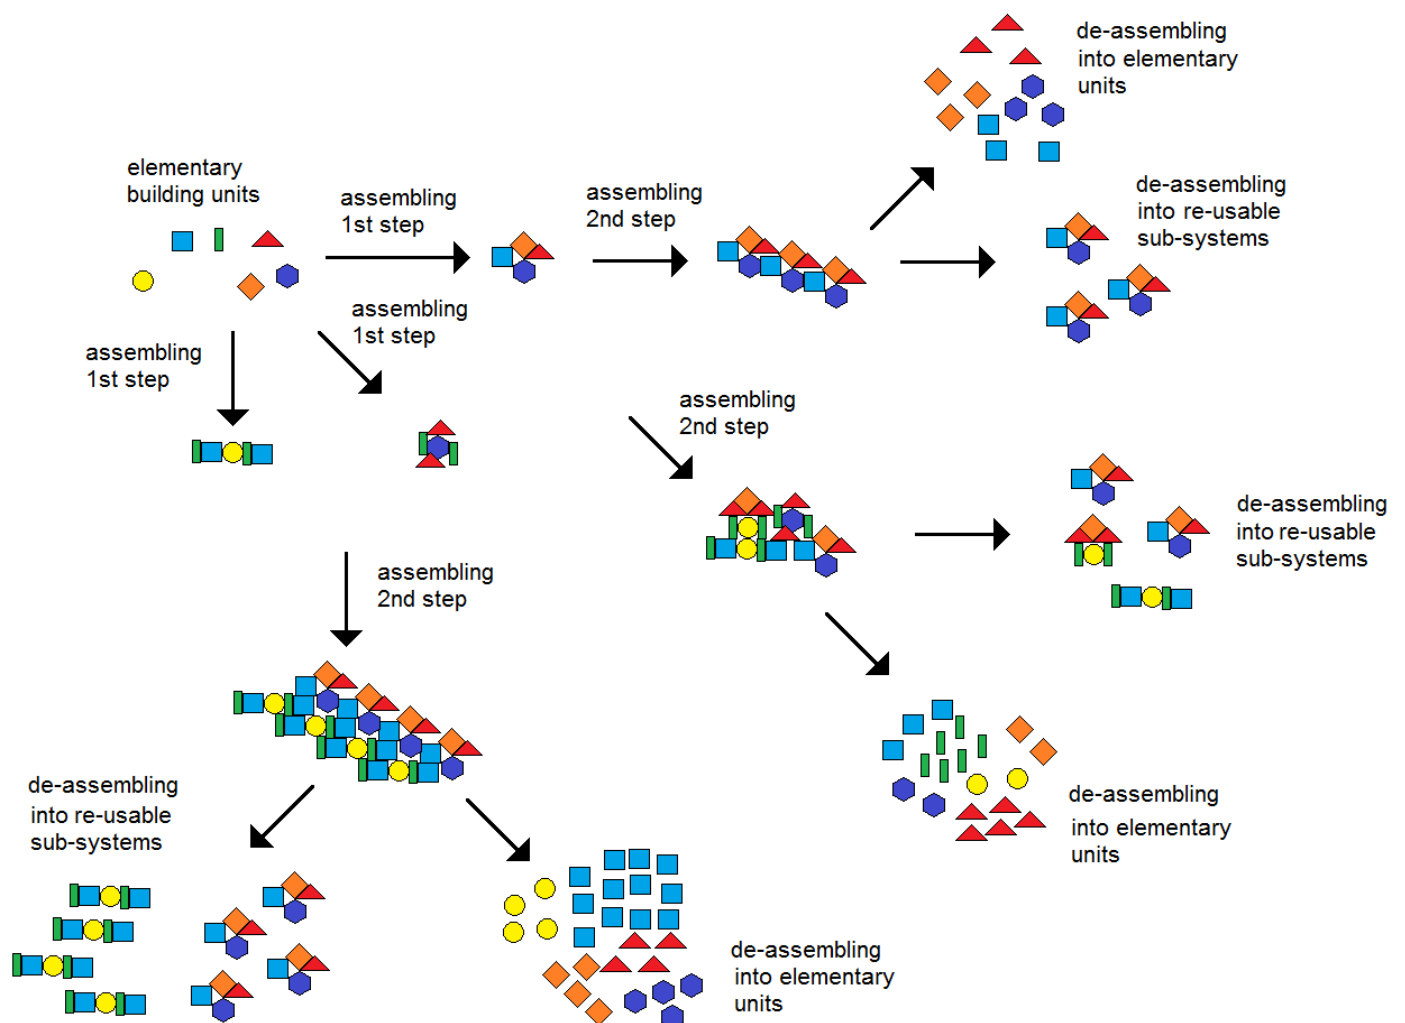 de-assembling
into elementary
units
elementary
building units
assembling
1st step
assembling
2nd step
de-assembling
into re-usable
sub-systems
assembling
1st step
assembling
1st step
assembling
2nd step
de-assembling
into re-usable
sub-systems
assembling
2nd step
de-assembling
into re-usable
sub-systems
de-assembling
into elementary
units
de-assembling
into elementary
units